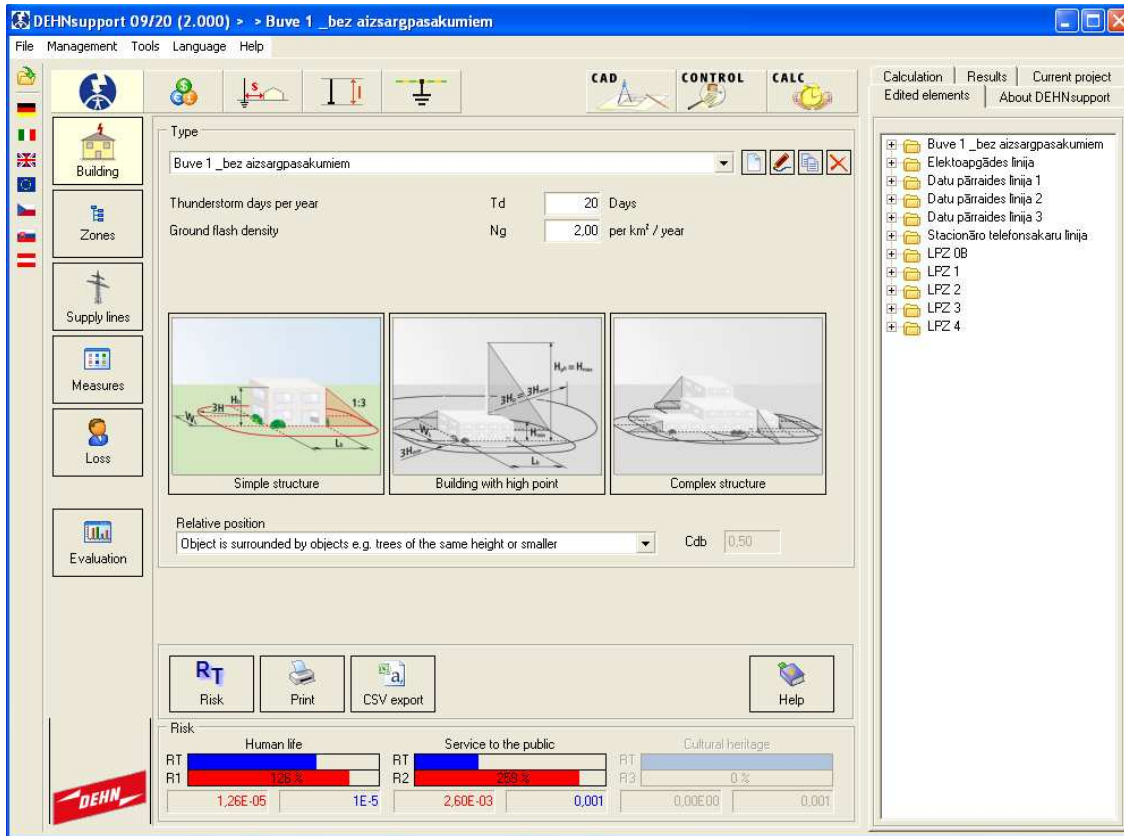 DEHNsupport 09/20 (2.000) > > Buve 1 _bez aizsargpasakumiem
File Management Tools Language Help
CAD CONTROL CALC
Calculation Results Current project
Edited elements About DEHNsupport
Building
Zones
Supply lines
Measures
Loss
Evaluation
Type
Buve 1 _bez aizsargpasakumiem
Thunderstorm days per year Td 20 Days
Ground flash density Ng 2,00 per km² / year
Hb 3H 1:3 Wb Lb
Simple structure
Building with high point
Complex structure
Relative position
Object is surrounded by objects e.g. trees of the same height or smaller Cdb 0,50
RT
Risk
Print
a,
CSV export
Help
Risk
Human life Service to the public Cultural heritage
RT RT RT
R1 126 % R2 259 % R3 0 %
1,26E-05 1E-5 2,60E-03 0,001 0,00E00 0,001
DEHN
Buve 1 _bez aizsargpasakumiem
Elektoapgādes līnija
Datu pārraides līnija 1
Datu pārraides līnija 2
Datu pārraides līnija 3
Stacionāro telefonsakaru līnija
LPZ 0B
LPZ 1
LPZ 2
LPZ 3
LPZ 4